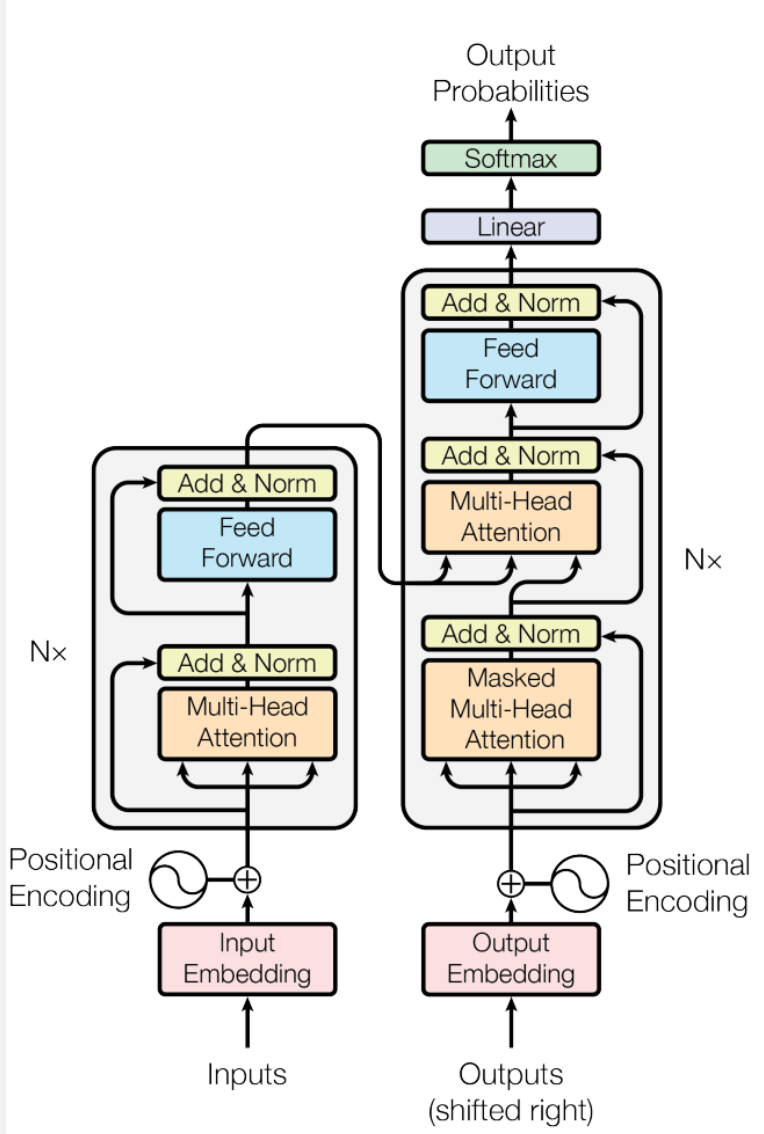 Output
Probabilities
Softmax
Linear
Add & Norm
Feed
Forward
Add & Norm
Multi-Head
Attention
Add & Norm
Masked
Multi-Head
Attention
Nx
Add & Norm
Feed
Forward
Add & Norm
Multi-Head
Attention
Nx
Positional
Encoding
Positional
Encoding
Input
Embedding
Output
Embedding
Inputs
Outputs
(shifted right)